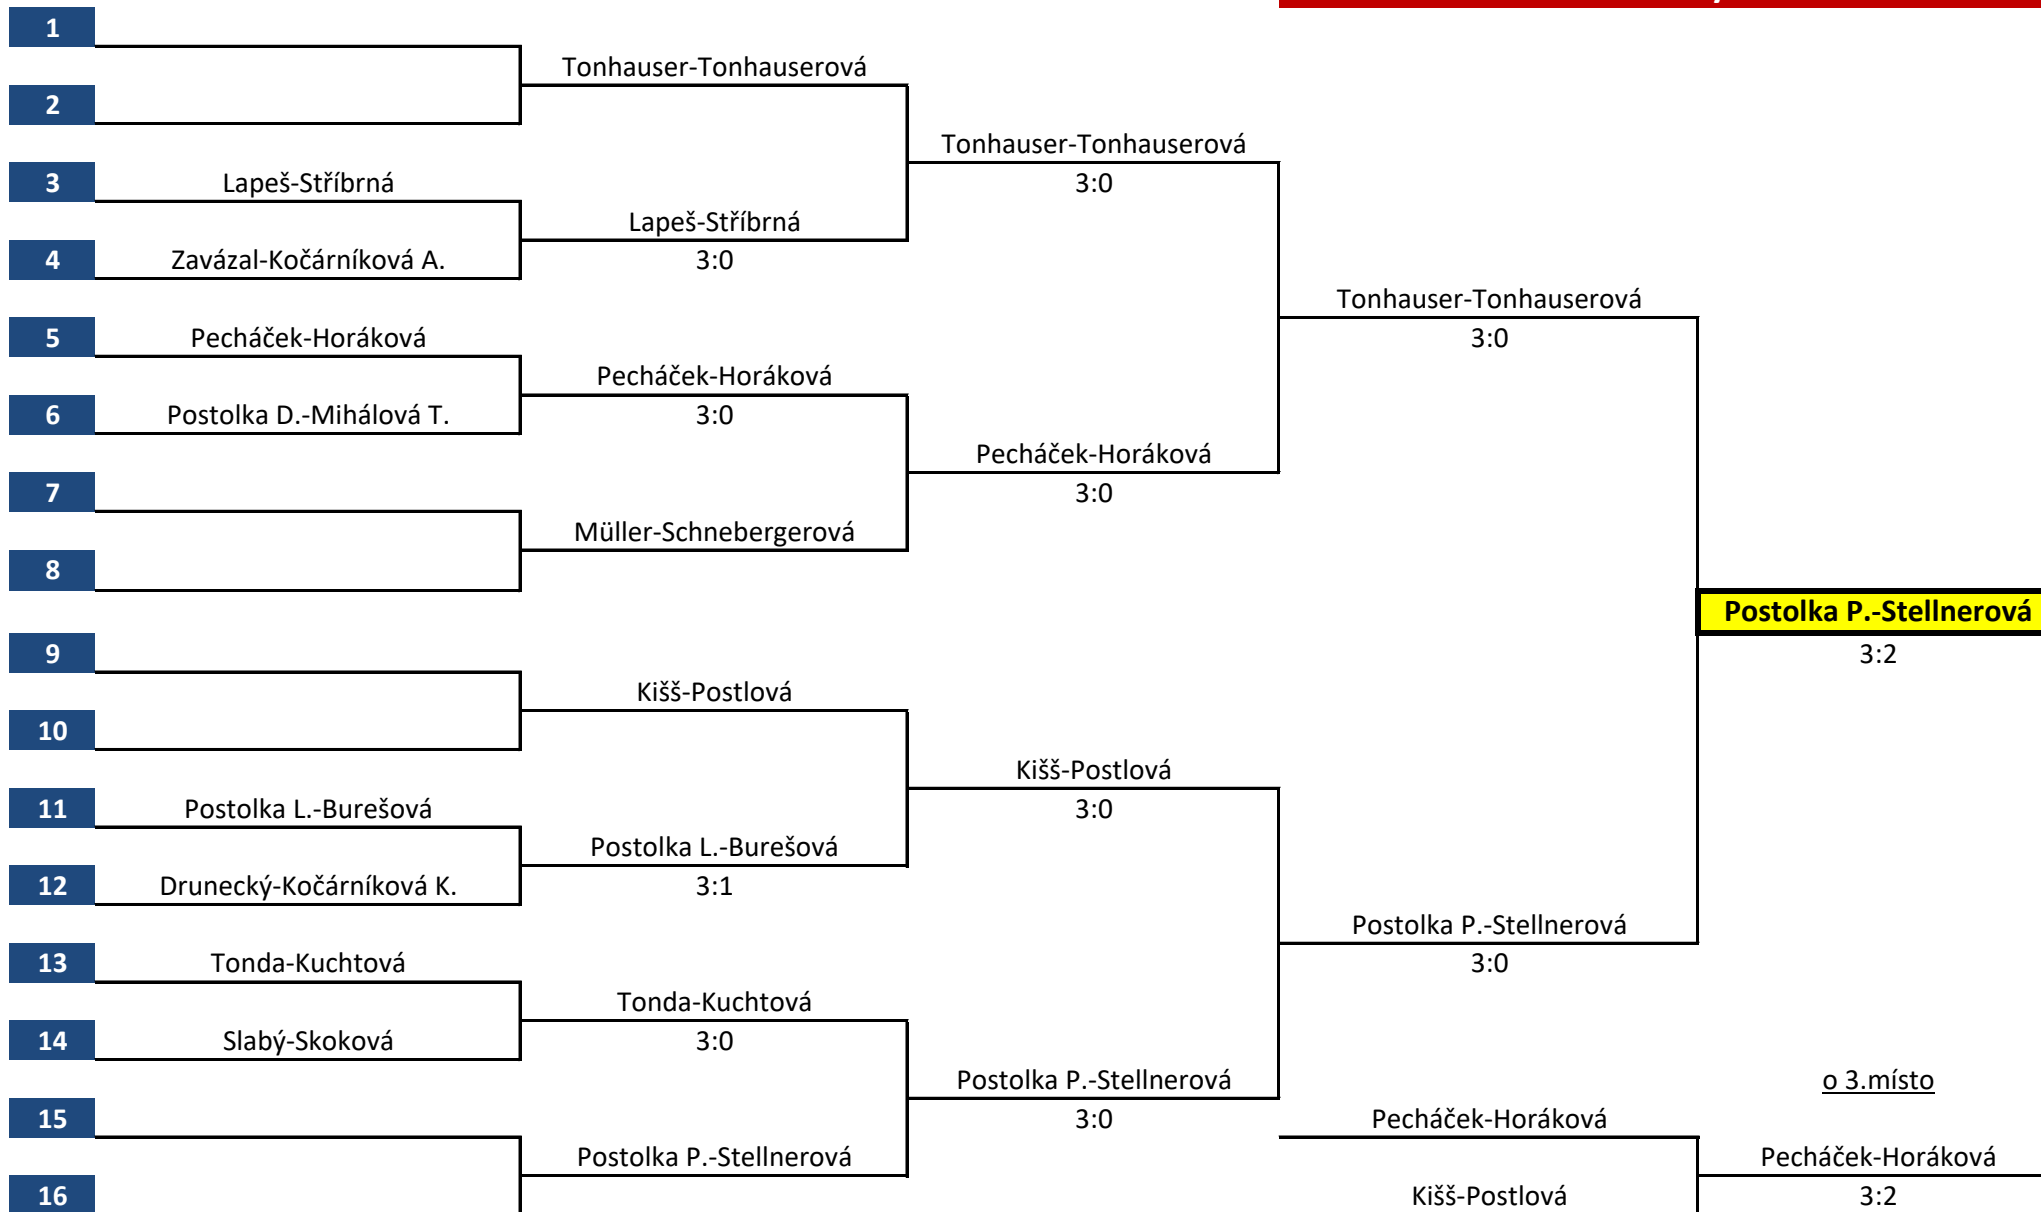 1
Tonhauser-Tonhauserová
2
Tonhauser-Tonhauserová
3 Lapeš-Stříbrná 3:0
Lapeš-Stříbrná
4 Zavázal-Kočárníková A. 3:0
Tonhauser-Tonhauserová
5 Pecháček-Horáková 3:0
Pecháček-Horáková
6 Postolka D.-Mihálová T. 3:0
Pecháček-Horáková
7 3:0
Müller-Schnebergerová
8
Postolka P.-Stellnerová
9 3:2
Kišš-Postlová
10
Kišš-Postlová
11 Postolka L.-Burešová 3:0
Postolka L.-Burešová
12 Drunecký-Kočárníková K. 3:1
Postolka P.-Stellnerová
13 Tonda-Kuchtová 3:0
Tonda-Kuchtová
14 Slabý-Skoková 3:0
Postolka P.-Stellnerová o 3.místo
15 3:0 Pecháček-Horáková
Postolka P.-Stellnerová Pecháček-Horáková
16 Kišš-Postlová 3:2